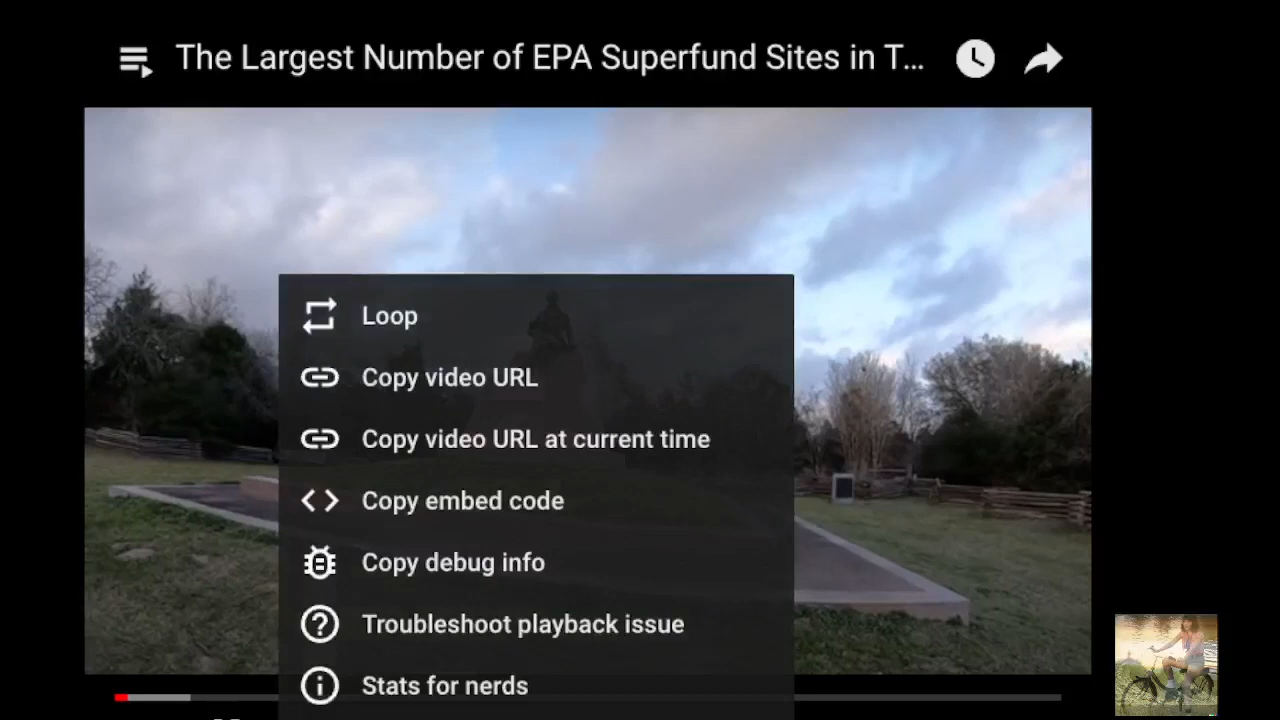 The Largest Number of EPA Superfund Sites in T...
Loop
Copy video URL
Copy video URL at current time
Copy embed code
Copy debug info
Troubleshoot playback issue
Stats for nerds